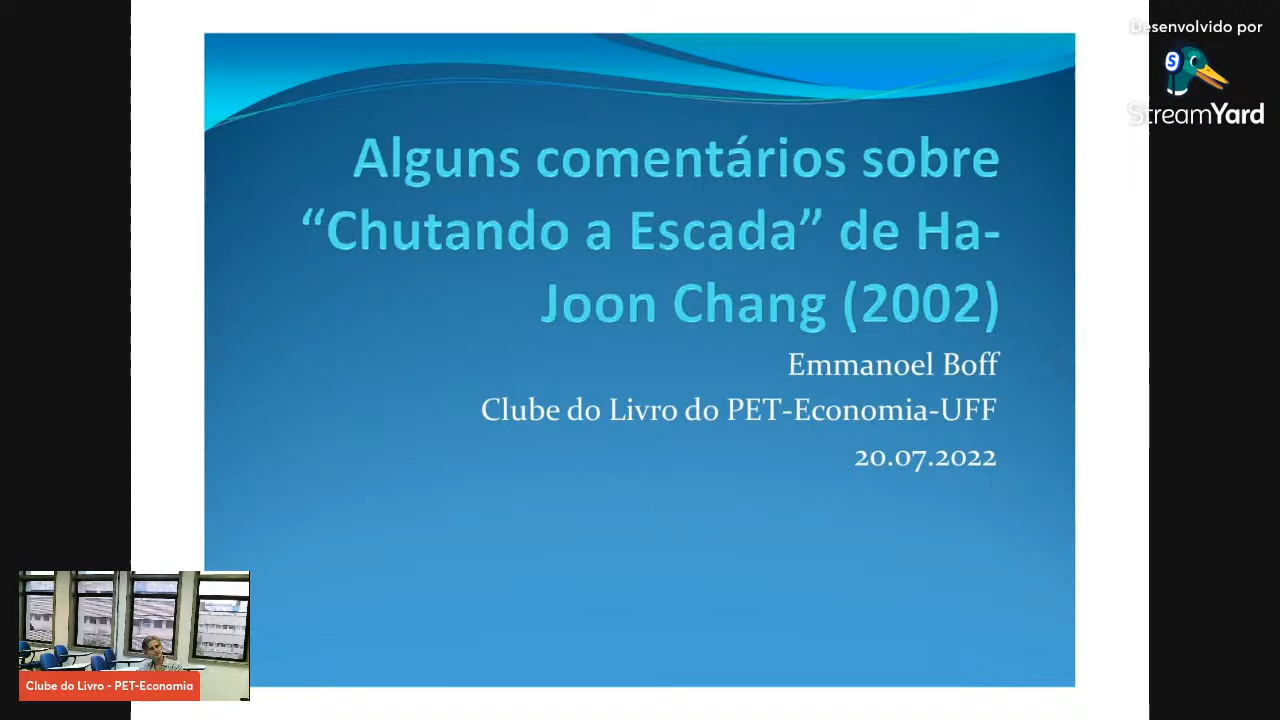 Desenvolvido por
StreamYard
Alguns comentários sobre
“Chutando a Escada” de Ha-
Joon Chang (2002)
Emmanoel Boff
Clube do Livro do PET-Economia-UFF
20.07.2022
Clube do Livro - PET-Economia